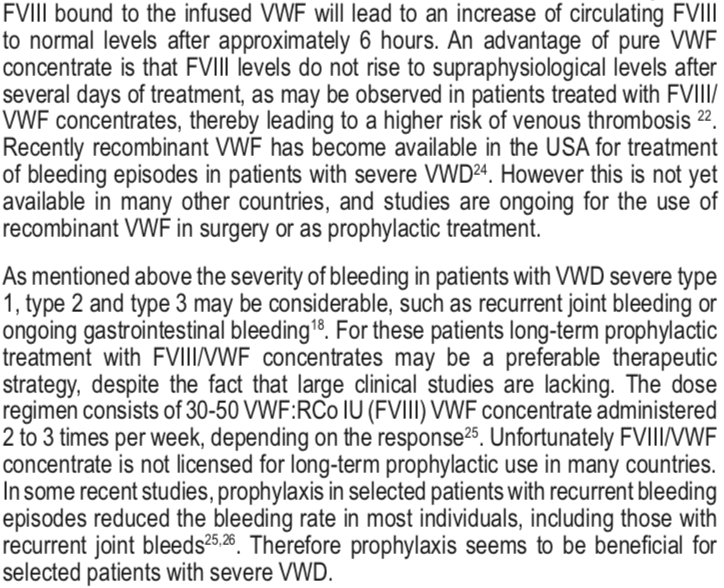 FVIII bound to the infused VWF will lead to an increase of circulating FVIII
to normal levels after approximately 6 hours. An advantage of pure VWF
concentrate is that FVIII levels do not rise to supraphysiological levels after
several days of treatment, as may be observed in patients treated with FVIII/
VWF concentrates, thereby leading to a higher risk of venous thrombosis ²².
Recently recombinant VWF has become available in the USA for treatment
of bleeding episodes in patients with severe VWD²⁴. However this is not yet
available in many other countries, and studies are ongoing for the use of
recombinant VWF in surgery or as prophylactic treatment.
As mentioned above the severity of bleeding in patients with VWD severe type
1, type 2 and type 3 may be considerable, such as recurrent joint bleeding or
ongoing gastrointestinal bleeding¹⁸. For these patients long-term prophylactic
treatment with FVIII/VWF concentrates may be a preferable therapeutic
strategy, despite the fact that large clinical studies are lacking. The dose
regimen consists of 30-50 VWF:RCo IU (FVIII) VWF concentrate administered
2 to 3 times per week, depending on the response²⁵. Unfortunately FVIII/VWF
concentrate is not licensed for long-term prophylactic use in many countries.
In some recent studies, prophylaxis in selected patients with recurrent bleeding
episodes reduced the bleeding rate in most individuals, including those with
recurrent joint bleeds²⁵,²⁶. Therefore prophylaxis seems to be beneficial for
selected patients with severe VWD.